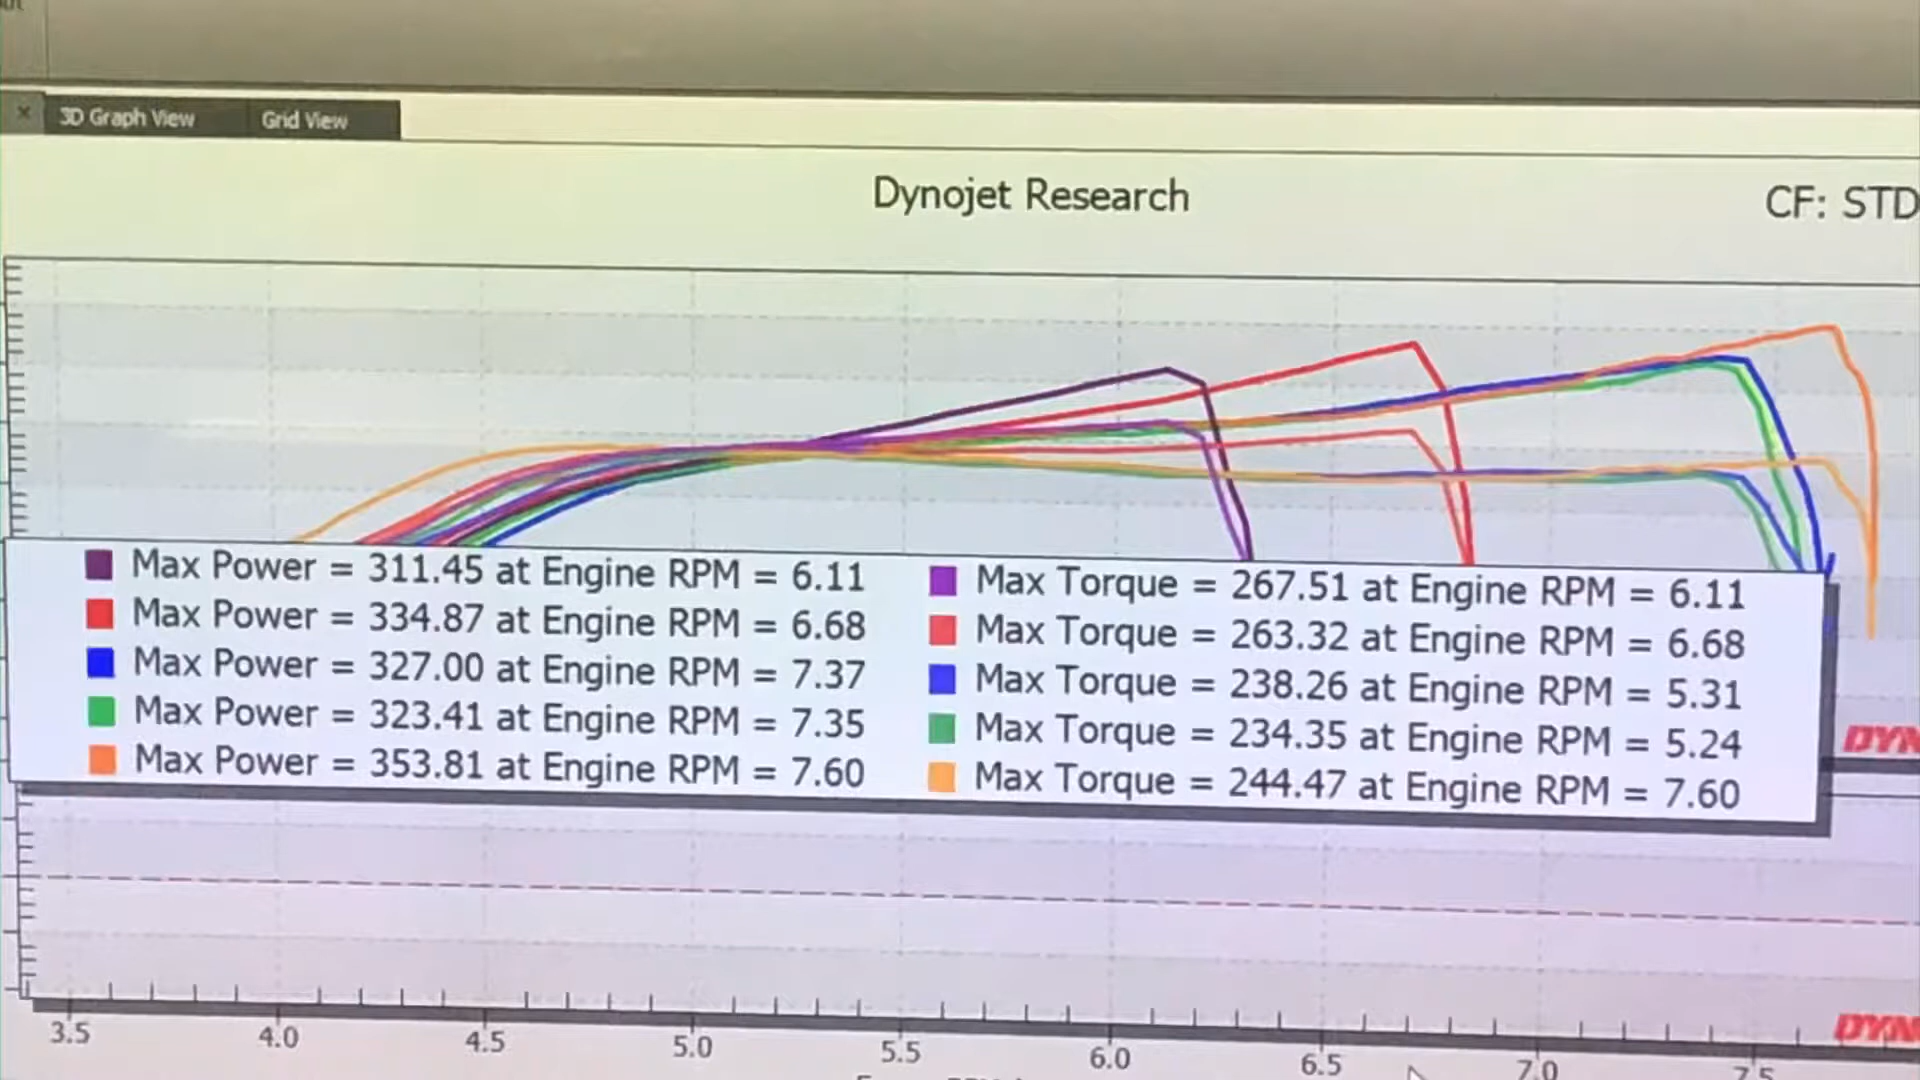 3D Graph View
Grid View
Dynojet Research
CF: STD
Max Power = 311.45 at Engine RPM = 6.11
Max Power = 334.87 at Engine RPM = 6.68
Max Power = 327.00 at Engine RPM = 7.37
Max Power = 323.41 at Engine RPM = 7.35
Max Power = 353.81 at Engine RPM = 7.60
Max Torque = 267.51 at Engine RPM = 6.11
Max Torque = 263.32 at Engine RPM = 6.68
Max Torque = 238.26 at Engine RPM = 5.31
Max Torque = 234.35 at Engine RPM = 5.24
Max Torque = 244.47 at Engine RPM = 7.60
DYN
DYN
3.5 4.0 4.5 5.0 5.5 6.0 6.5 7.0 7.5